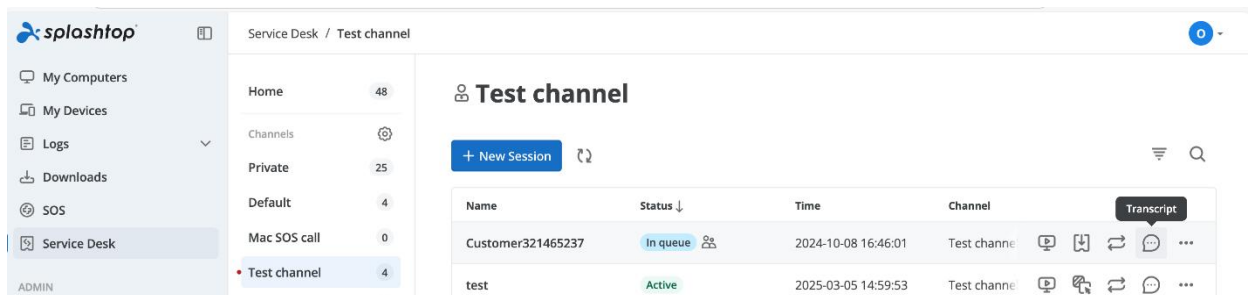 splashtop
Service Desk / Test channel
O
My Computers
My Devices
Logs
Downloads
SOS
Service Desk
ADMIN
Home 48
Channels
Private 25
Default 4
Mac SOS call 0
Test channel 4
Test channel
+ New Session
Name Status ↓ Time Channel
Transcript
Customer321465237 In queue 2024-10-08 16:46:01 Test channe
test Active 2025-03-05 14:59:53 Test channe